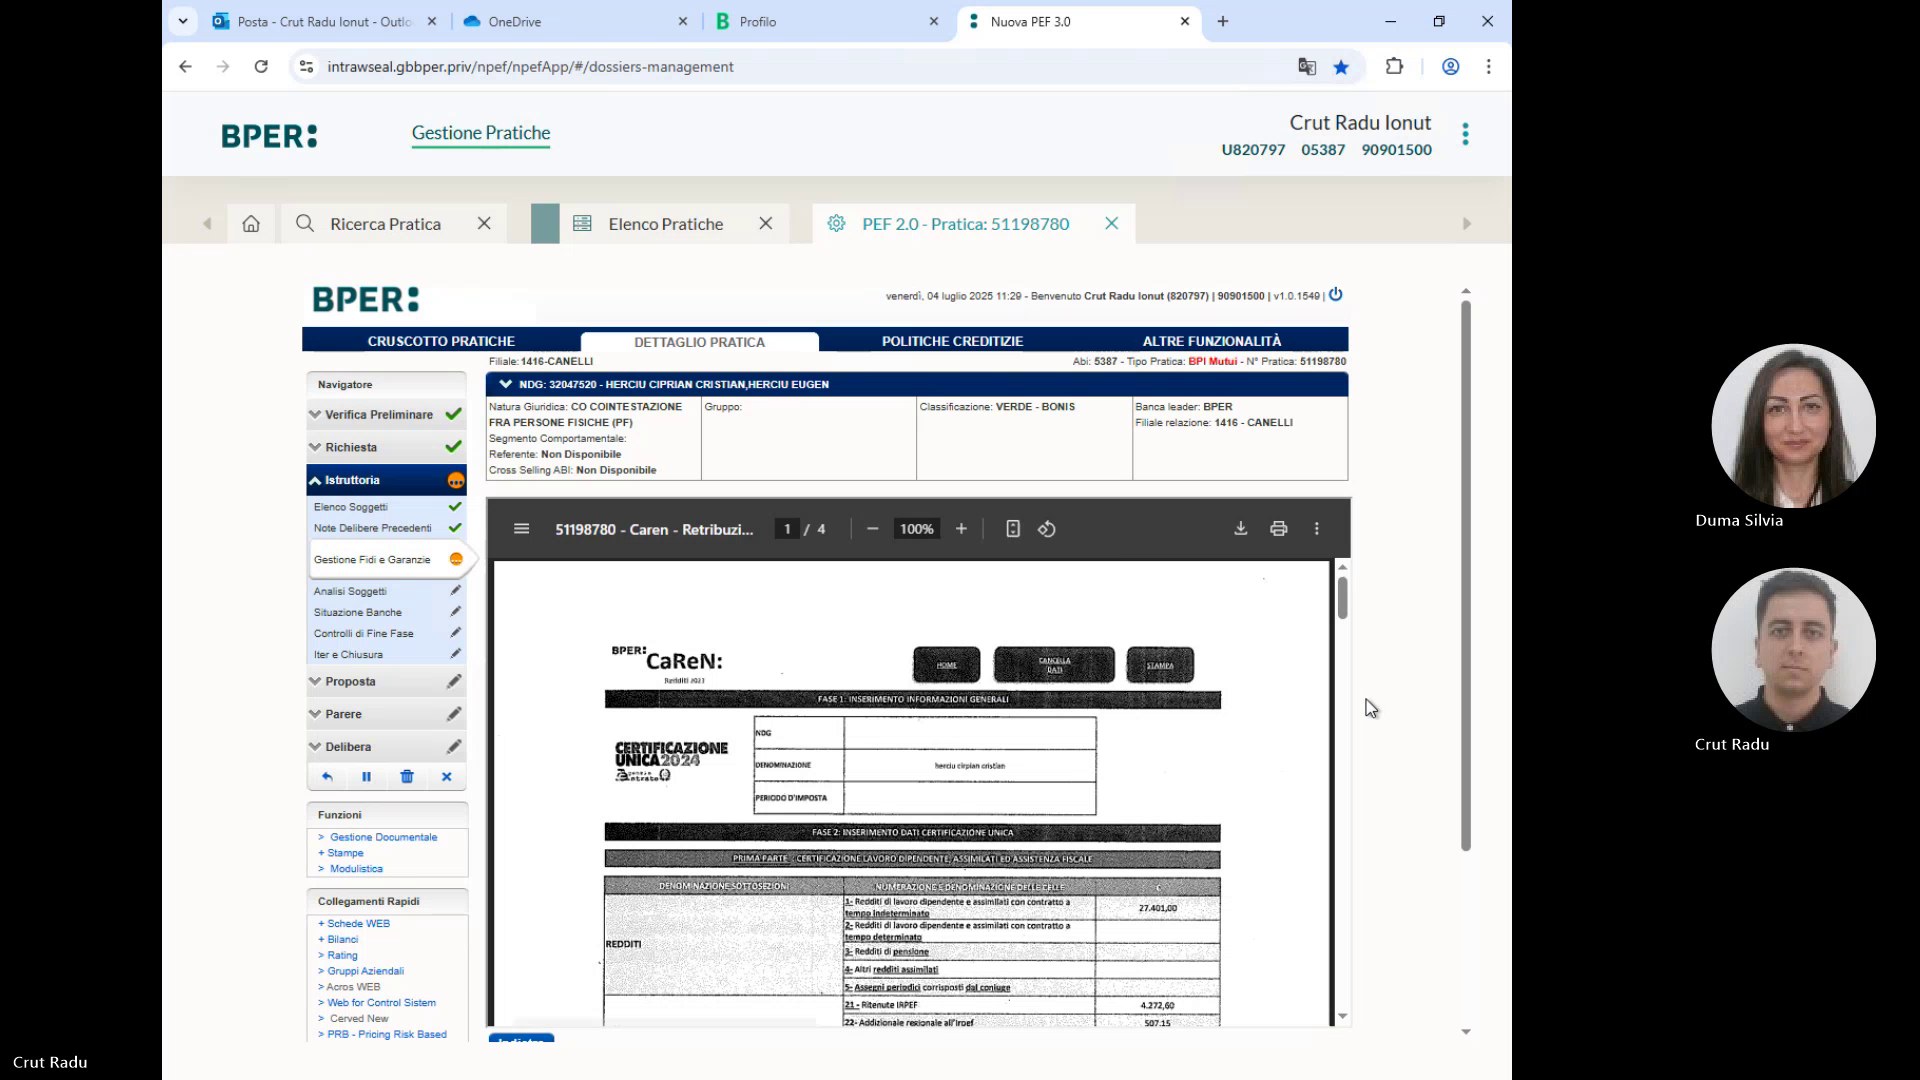 Posta - Crut Radu Ionut - Outlo
OneDrive
Profilo
Nuova PEF 3.0
intrawseal.gbbper.priv/npef/npefApp/#/dossiers-management
BPER:
Gestione Pratiche
Crut Radu Ionut
U820797 05387 90901500
Ricerca Pratica
Elenco Pratiche
PEF 2.0 - Pratica: 51198780
BPER:
venerdì, 04 luglio 2025 11:29 - Benvenuto Crut Radu Ionut (820797) | 90901500 | v1.0.1549 |
CRUSCOTTO PRATICHE
DETTAGLIO PRATICA
POLITICHE CREDITIZIE
ALTRE FUNZIONALITÀ
Filiale: 1416-CANELLI
Abi: 5387 - Tipo Pratica: BPI Mutui - N° Pratica: 51198780
NDG: 32047520 - HERCIU CIPRIAN CRISTIAN,HERCIU EUGEN
Natura Giuridica: CO COINTESTAZIONE
FRA PERSONE FISICHE (PF)
Segmento Comportamentale:
Referente: Non Disponibile
Cross Selling ABI: Non Disponibile
Gruppo:
Classificazione: VERDE - BONIS
Banca leader: BPER
Filiale relazione: 1416 - CANELLI
Navigatore
Verifica Preliminare
Richiesta
Istruttoria
Elenco Soggetti
Note Delibere Precedenti
Gestione Fidi e Garanzie
Analisi Soggetti
Situazione Banche
Controlli di Fine Fase
Iter e Chiusura
Proposta
Parere
Delibera
Funzioni
> Gestione Documentale
+ Stampe
> Modulistica
Collegamenti Rapidi
+ Schede WEB
+ Bilanci
> Rating
> Gruppi Aziendali
> Acros WEB
> Web for Control Sistem
> Cerved New
> PRB - Pricing Risk Based
51198780 - Caren - Retribuzi...
1 / 4
100%
BPER:
CaReN:
Redditi 2023
HOME
CANCELLA
DATI
STAMPA
FASE 1: INSERIMENTO INFORMAZIONI GENERALI
CERTIFICAZIONE
UNICA2024
NDG
DENOMINAZIONE
herciu cirpian cristian
PERIODO D'IMPOSTA
FASE 2: INSERIMENTO DATI CERTIFICAZIONE UNICA
PRIMA PARTE - CERTIFICAZIONE LAVORO DIPENDENTE, ASSIMILATI ED ASSISTENZA FISCALE
DENOMINAZIONE SOTTOSEZIONI
NUMERAZIONE E DENOMINAZIONE DELLE CELLE
€
REDDITI
1- Redditi di lavoro dipendente e assimilati con contratto a
tempo indeterminato
27.401,00
2- Redditi di lavoro dipendente e assimilati con contratto a
tempo determinato
3- Redditi di pensione
4- Altri redditi assimilati
5- Assegni periodici corrisposti dal coniuge
21 - Ritenute IRPEF
4.272,60
22- Addizionale regionale all'Irpef
507,15
Indietro
Duma Silvia
Crut Radu
Crut Radu